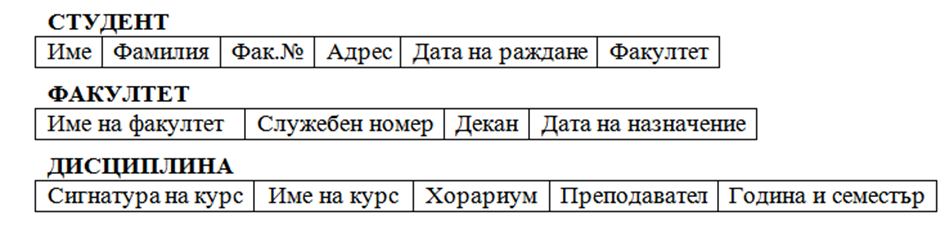 СТУДЕНТ
Име Фамилия Фак.№ Адрес Дата на раждане Факултет
ФАКУЛТЕТ
Име на факултет Служебен номер Декан Дата на назначение
ДИСЦИПЛИНА
Сигнатура на курс Име на курс Хорариум Преподавател Година и семестър